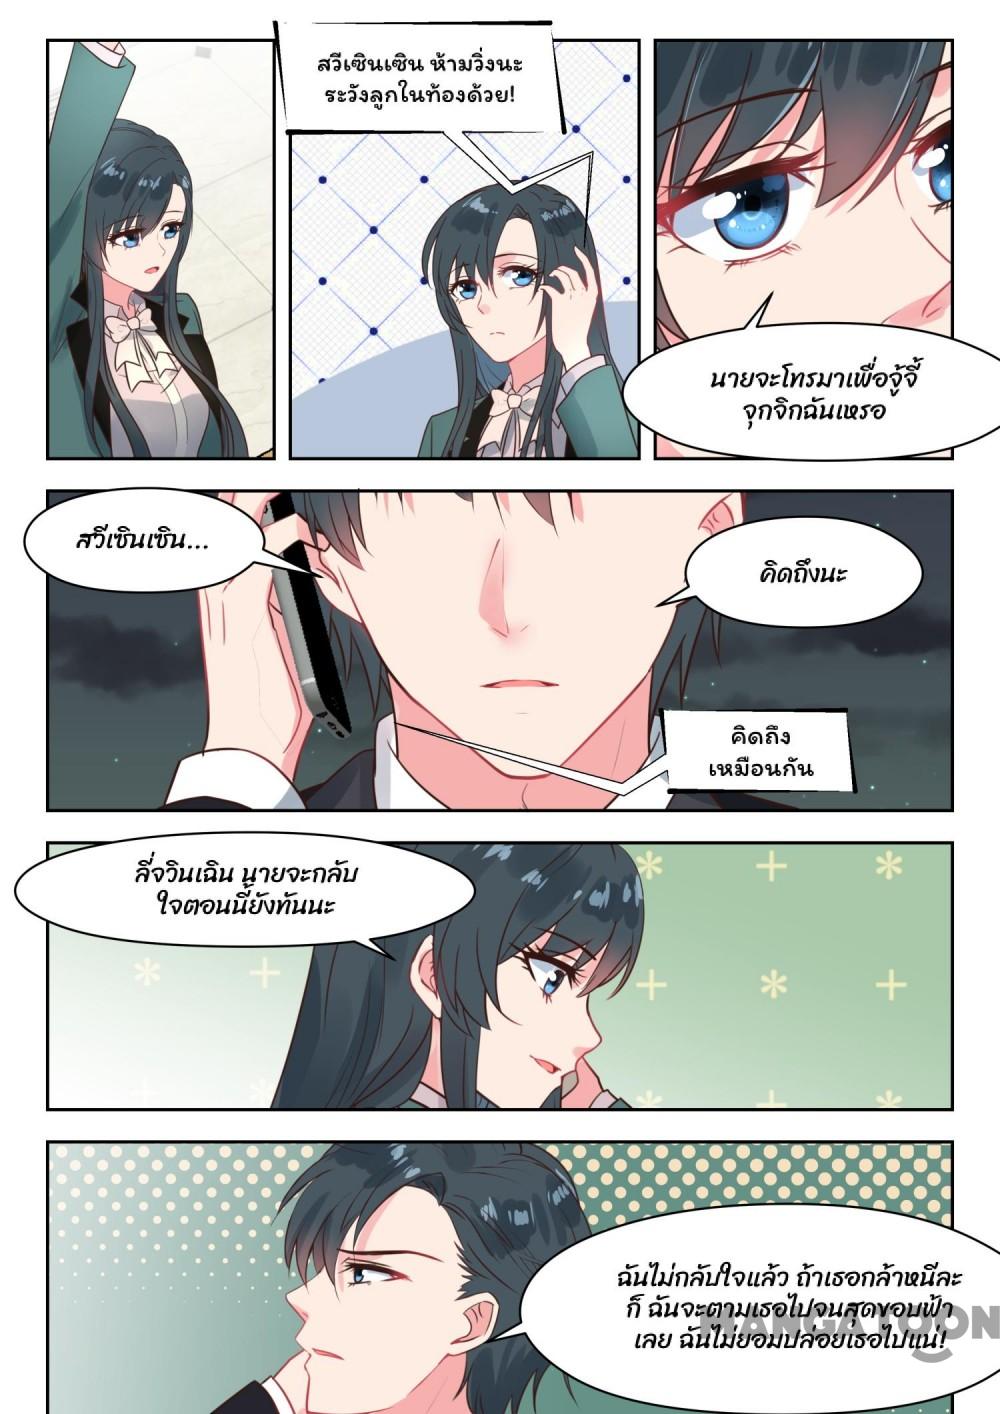 สวีเซินเซิน ห้ามวิ่งนะ
ระวังลูกในท้องด้วย!
นายจะโทรมาเพื่อจู้จี้
จุกจิกฉันเหรอ
สวีเซินเซิน...
คิดถึงนะ
คิดถึง
เหมือนกัน
ลี่จวินเฉิน นายจะกลับ
ใจตอนนี้ยังทันนะ
ฉันไม่กลับใจแล้ว ถ้าเธอกล้าหนีละ
ก็ ฉันจะตามเธอไปจนสุดขอบฟ้า
เลย ฉันไม่ยอมปล่อยเธอไปแน่!
MANGATOON